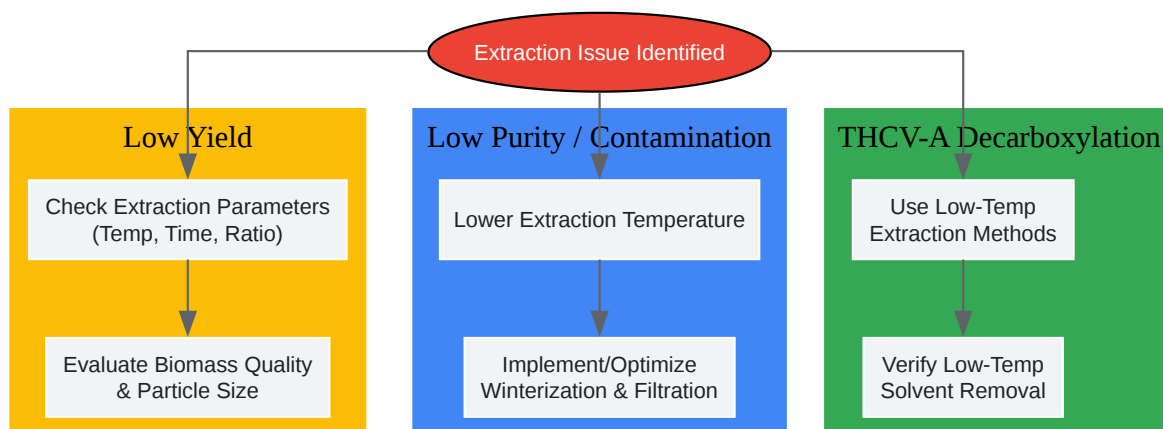 Extraction Issue Identified
Low Yield
Check Extraction Parameters
(Temp, Time, Ratio)
Evaluate Biomass Quality
& Particle Size
Low Purity / Contamination
Lower Extraction Temperature
Implement/Optimize
Winterization & Filtration
THCV-A Decarboxylation
Use Low-Temp
Extraction Methods
Verify Low-Temp
Solvent Removal